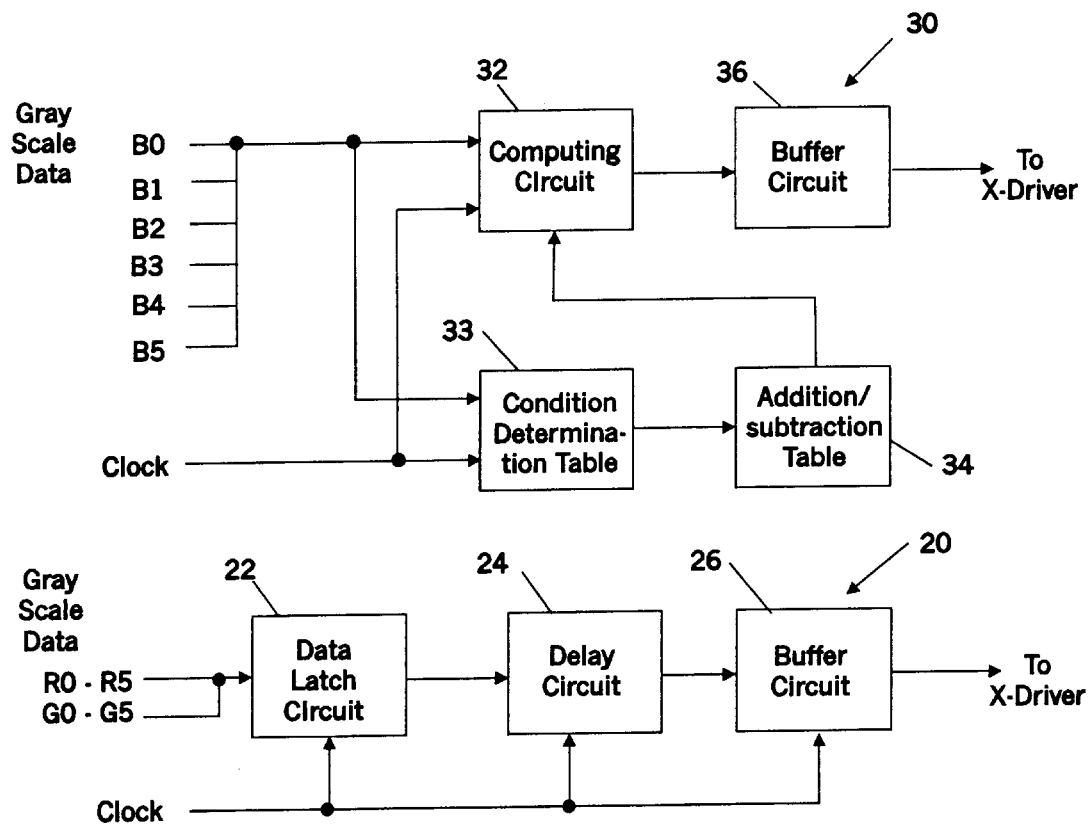 30
32
36
Gray
Scale
Data
B0
B1
B2
B3
B4
B5
Computing
CIrcuit
Buffer
Circuit
To
X-Driver
33
Condition
Determina-
tion Table
Addition/
subtraction
Table
34
Clock
20
22
24
26
Gray
Scale
Data
R0 - R5
G0 - G5
Data
Latch
CIrcuit
Delay
Circuit
Buffer
Circuit
To
X-Driver
Clock